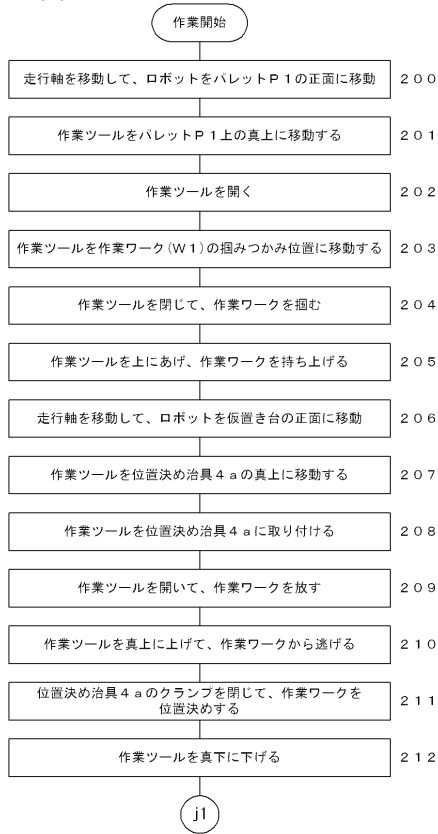 作業開始
走行軸を移動して、ロボットをパレットP1の正面に移動 200
作業ツールをパレットP1上の真上に移動する 201
作業ツールを開く 202
作業ツールを作業ワーク(W1)の掴みつかみ位置に移動する 203
作業ツールを閉じて、作業ワークを掴む 204
作業ツールを上にあげ、作業ワークを持ち上げる 205
走行軸を移動して、ロボットを仮置き台の正面に移動 206
作業ツールを位置決め治具4aの真上に移動する 207
作業ツールを位置決め治具4aに取り付ける 208
作業ツールを開いて、作業ワークを放す 209
作業ツールを真上に上げて、作業ワークから逃げる 210
位置決め治具4aのクランプを閉じて、作業ワークを
位置決めする 211
作業ツールを真下に下げる 212
j1